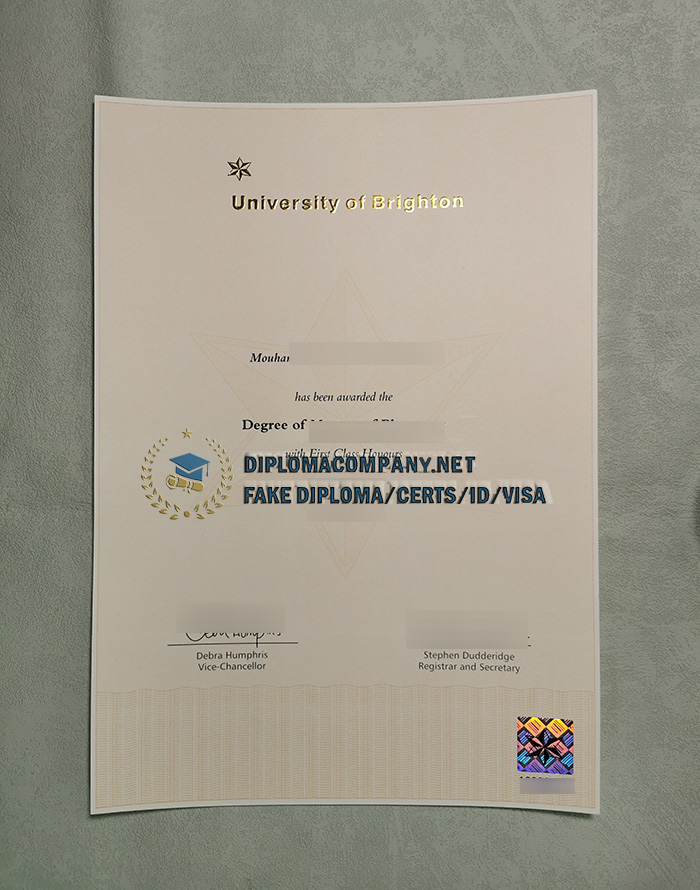 University of Brighton
Mouhar
has been awarded the
Degree of
with First Class Honours
DIPLOMACOMPANY.NET
FAKE DIPLOMA/CERTS/ID/VISA
Debra Humphris
Vice-Chancellor
Stephen Dudderidge
Registrar and Secretary